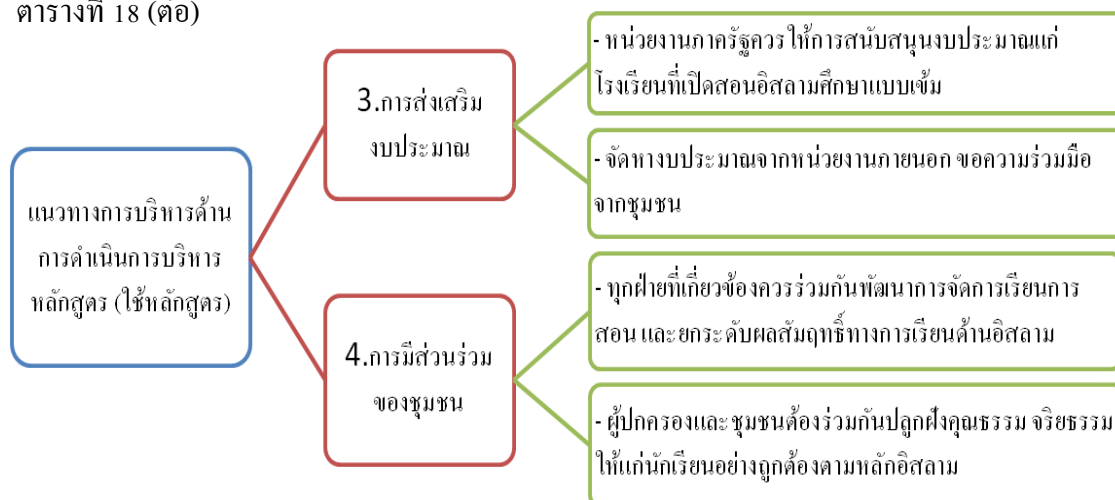 ตารางที่ 18 (ต่อ)
แนวทางการบริหารด้าน
การดำเนินการบริหาร
หลักสูตร (ใช้หลักสูตร)
3.การส่งเสริม
งบประมาณ
- หน่วยงานภาครัฐควรให้การสนับสนุนงบประมาณแก่
โรงเรียนที่เปิดสอนอิสลามศึกษาแบบเข้ม
- จัดหางบประมาณจากหน่วยงานภายนอก ขอความร่วมมือ
จากชุมชน
4.การมีส่วนร่วม
ของชุมชน
- ทุกฝ่ายที่เกี่ยวข้องควรร่วมกันพัฒนาการจัดการเรียนการ
สอน และยกระดับผลสัมฤทธิ์ทางการเรียนด้านอิสลาม
- ผู้ปกครองและชุมชนต้องร่วมกันปลูกฝังคุณธรรม จริยธรรม
ให้แก่นักเรียนอย่างถูกต้องตามหลักอิสลาม